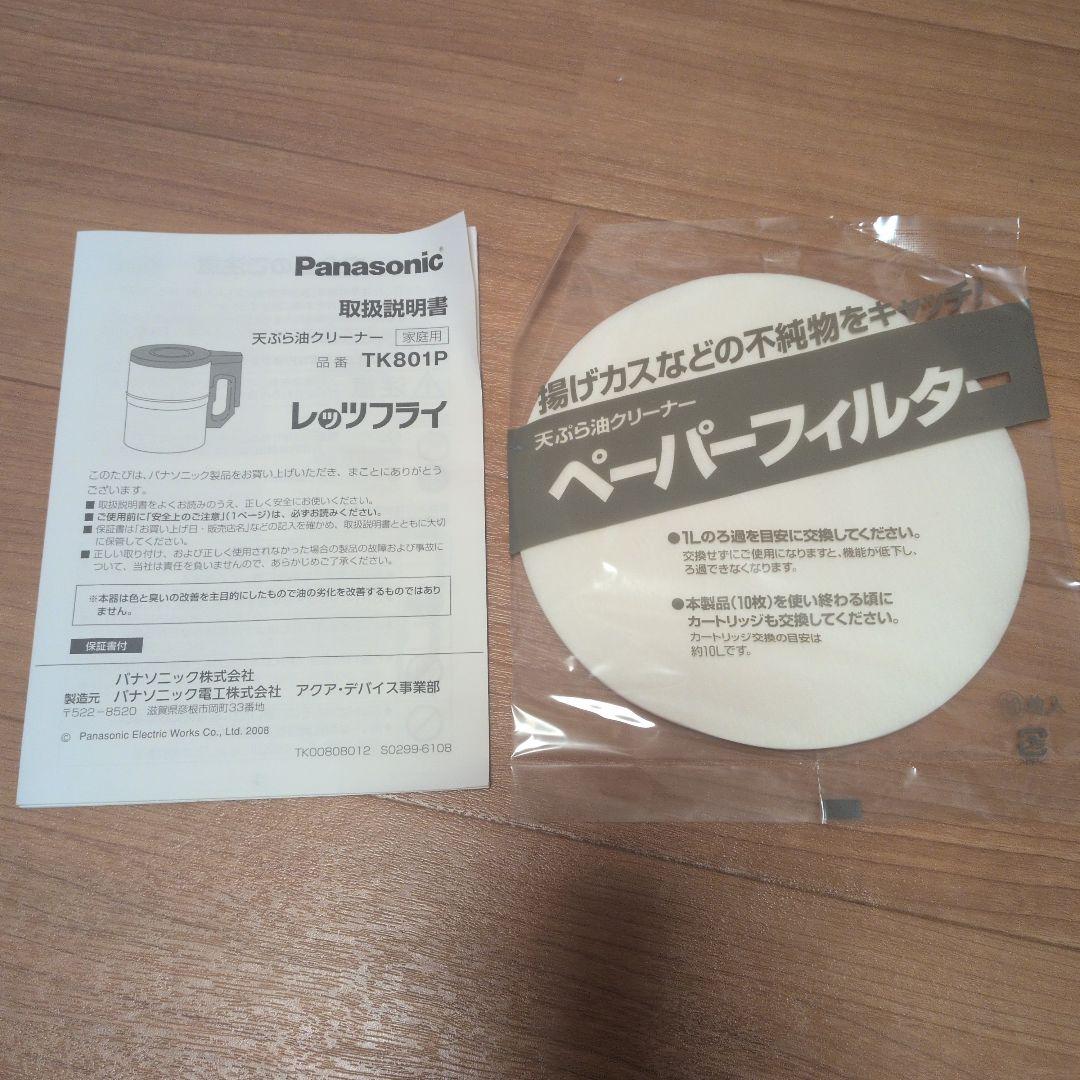 Panasonic®
取扱説明書
天ぷら油クリーナー 家庭用
品番 TK801P
レッツフライ
このたびは、パナソニック製品をお買い上げいただき、まことにありがとう
ございます。
■ 取扱説明書をよくお読みのうえ、正しく安全にお使いください。
■ ご使用前に「安全上のご注意」(1ページ)は、必ずお読みください。
■ 保証書は「お買い上げ日・販売店名」などの記入を確かめ、取扱説明書とともに大切
に保管してください。
■ 正しい取り付け、および正しく使用されなかった場合の製品の故障および事故に
ついて、当社は責任を負いませんので、あらかじめご了承ください。
※本器は色と臭いの改善を主目的にしたもので油の劣化を改善するものではあり
ません。
保証書付
パナソニック株式会社
製造元 パナソニック電工株式会社 アクア・デバイス事業部
〒522-8520 滋賀県彦根市岡町33番地
© Panasonic Electric Works Co., Ltd. 2008
TK00808012 S0299-6108
揚げカスなどの不純物をキャッチ!
天ぷら油クリーナー
ペーパーフィルター
●1Lのろ過を目安に交換してください。
交換せずにご使用になりますと、機能が低下し、
ろ過できなくなります。
●本製品(10枚)を使い終わる頃に
カートリッジも交換してください。
カートリッジ交換の目安は
約10Lです。
10枚入
プラ